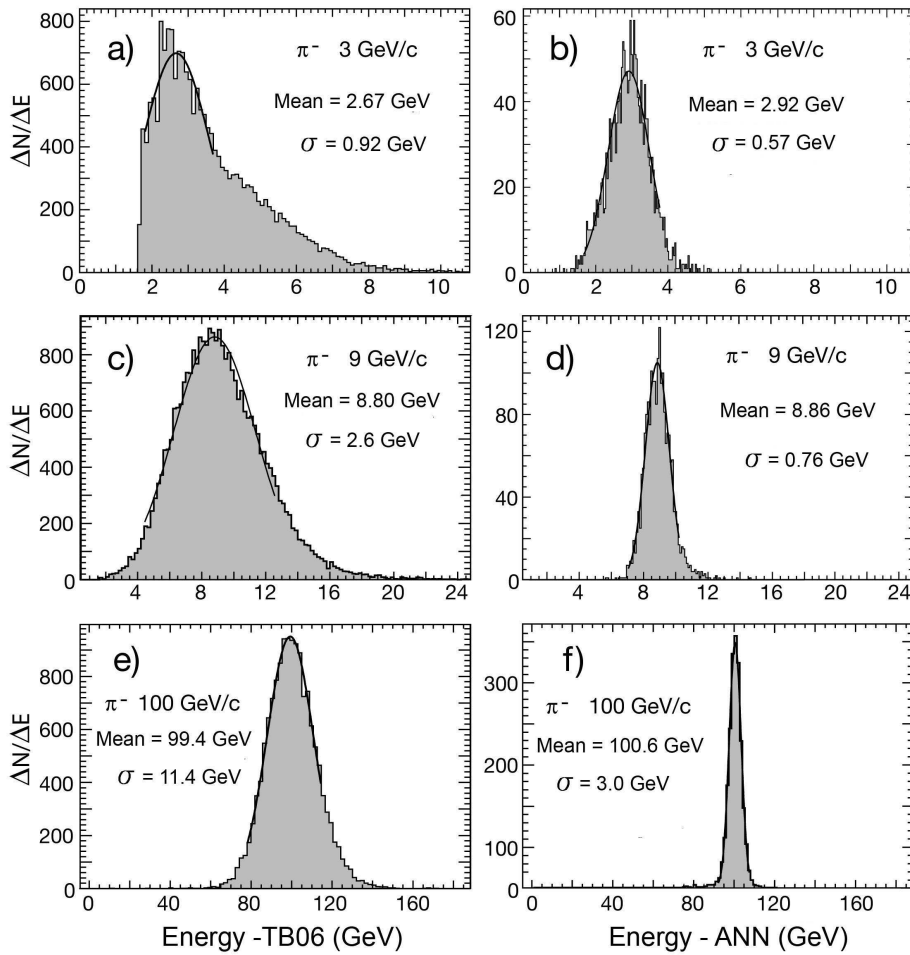 800
600
400
200
0
ΔN/ΔE
a)
π⁻ 3 GeV/c
Mean = 2.67 GeV
σ = 0.92 GeV
0 2 4 6 8 10
60
40
20
0
b)
π⁻ 3 GeV/c
Mean = 2.92 GeV
σ = 0.57 GeV
0 2 4 6 8 10
800
600
400
200
0
ΔN/ΔE
c)
π⁻ 9 GeV/c
Mean = 8.80 GeV
σ = 2.6 GeV
4 8 12 16 20 24
120
80
40
0
d)
π⁻ 9 GeV/c
Mean = 8.86 GeV
σ = 0.76 GeV
4 8 12 16 20 24
800
600
400
200
0
ΔN/ΔE
e)
π⁻ 100 GeV/c
Mean = 99.4 GeV
σ = 11.4 GeV
0 40 80 120 160
Energy -TB06 (GeV)
300
200
100
0
f)
π⁻ 100 GeV/c
Mean = 100.6 GeV
σ = 3.0 GeV
0 40 80 120 160
Energy - ANN (GeV)